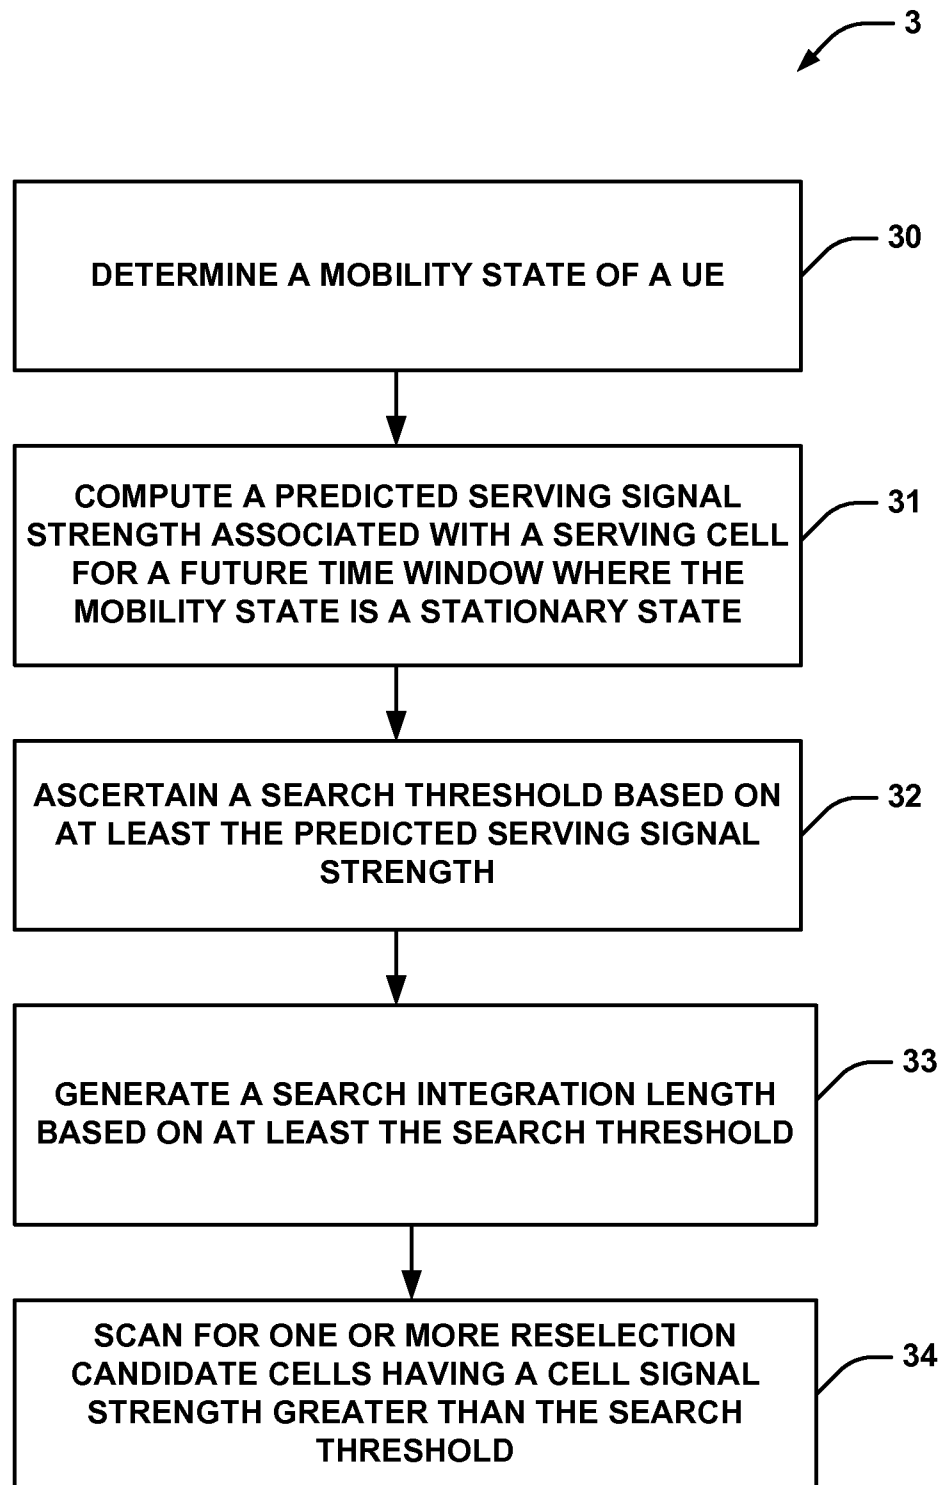 3
DETERMINE A MOBILITY STATE OF A UE
30
COMPUTE A PREDICTED SERVING SIGNAL
STRENGTH ASSOCIATED WITH A SERVING CELL
FOR A FUTURE TIME WINDOW WHERE THE
MOBILITY STATE IS A STATIONARY STATE
31
ASCERTAIN A SEARCH THRESHOLD BASED ON
AT LEAST THE PREDICTED SERVING SIGNAL
STRENGTH
32
GENERATE A SEARCH INTEGRATION LENGTH
BASED ON AT LEAST THE SEARCH THRESHOLD
33
SCAN FOR ONE OR MORE RESELECTION
CANDIDATE CELLS HAVING A CELL SIGNAL
STRENGTH GREATER THAN THE SEARCH
THRESHOLD
34